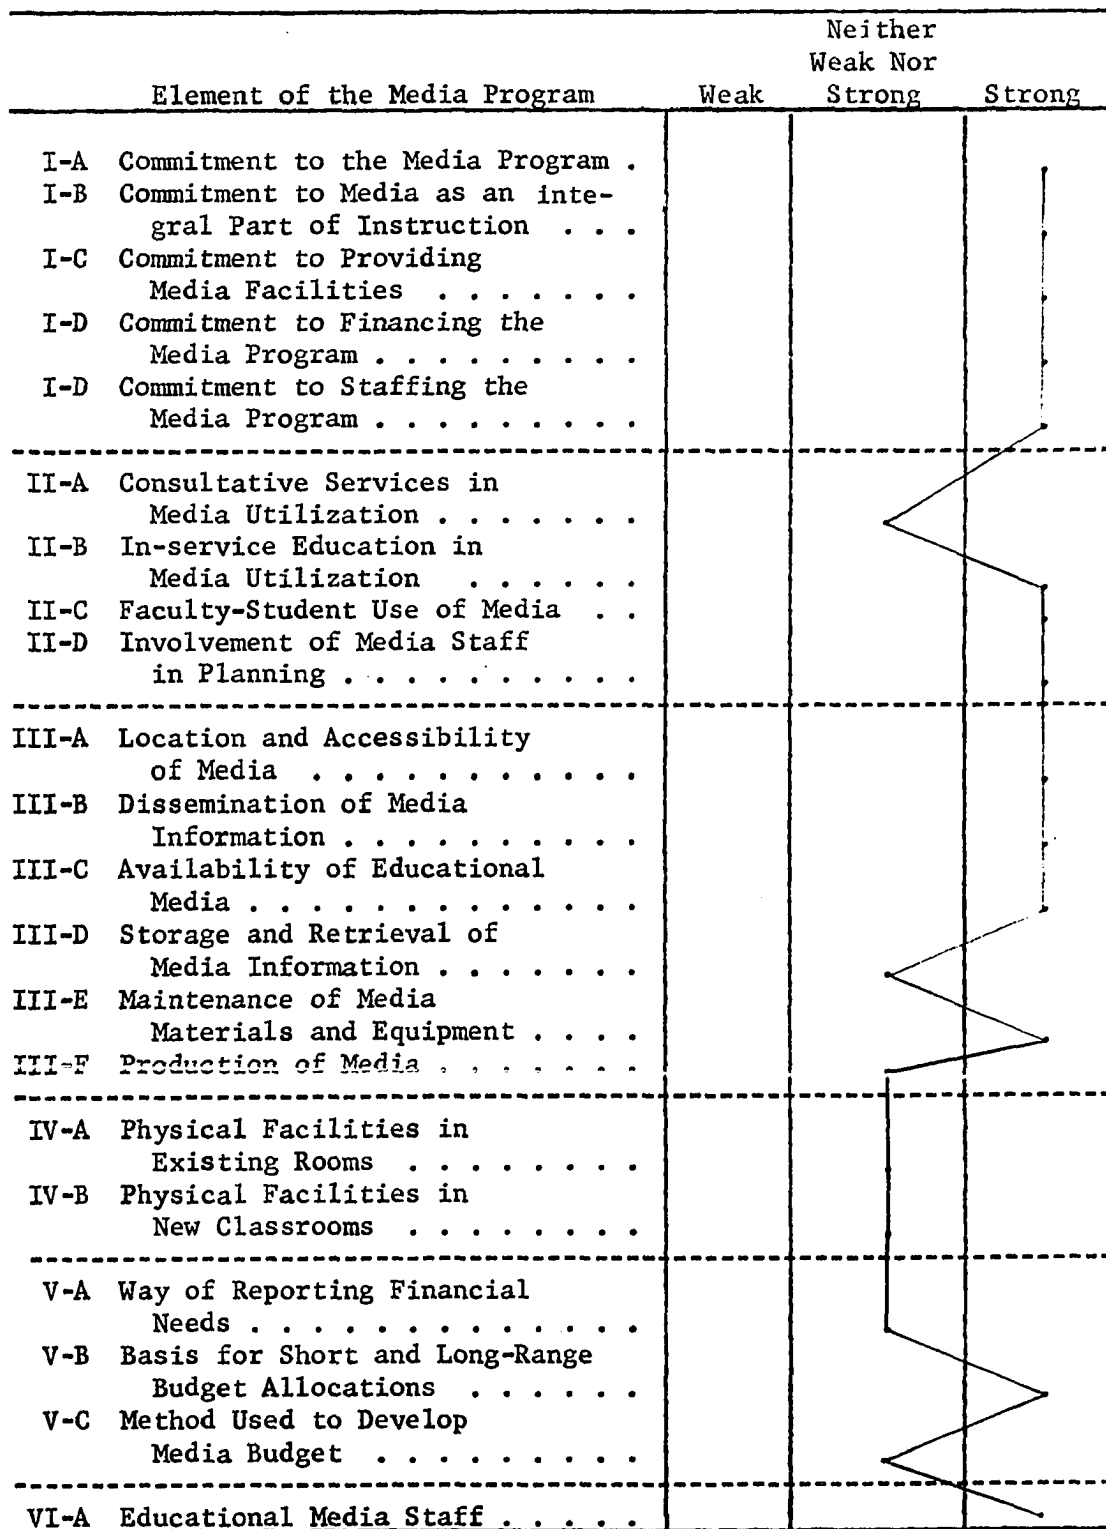 Neither
Weak Nor
Element of the Media Program Weak Strong Strong
I-A Commitment to the Media Program .
I-B Commitment to Media as an inte-
gral Part of Instruction . . .
I-C Commitment to Providing
Media Facilities . . . . . . .
I-D Commitment to Financing the
Media Program . . . . . . . . .
I-D Commitment to Staffing the
Media Program . . . . . . . . .
II-A Consultative Services in
Media Utilization . . . . . . .
II-B In-service Education in
Media Utilization . . . . . .
II-C Faculty-Student Use of Media . .
II-D Involvement of Media Staff
in Planning . . . . . . . . . .
III-A Location and Accessibility
of Media . . . . . . . . . . .
III-B Dissemination of Media
Information . . . . . . . . . .
III-C Availability of Educational
Media . . . . . . . . . . . . .
III-D Storage and Retrieval of
Media Information . . . . . . .
III-E Maintenance of Media
Materials and Equipment . . . .
III-F Production of Media . . . . . . .
IV-A Physical Facilities in
Existing Rooms . . . . . . . .
IV-B Physical Facilities in
New Classrooms . . . . . . . .
V-A Way of Reporting Financial
Needs . . . . . . . . . . . . .
V-B Basis for Short and Long-Range
Budget Allocations . . . . . .
V-C Method Used to Develop
Media Budget . . . . . . . . .
VI-A Educational Media Staff . . . . .